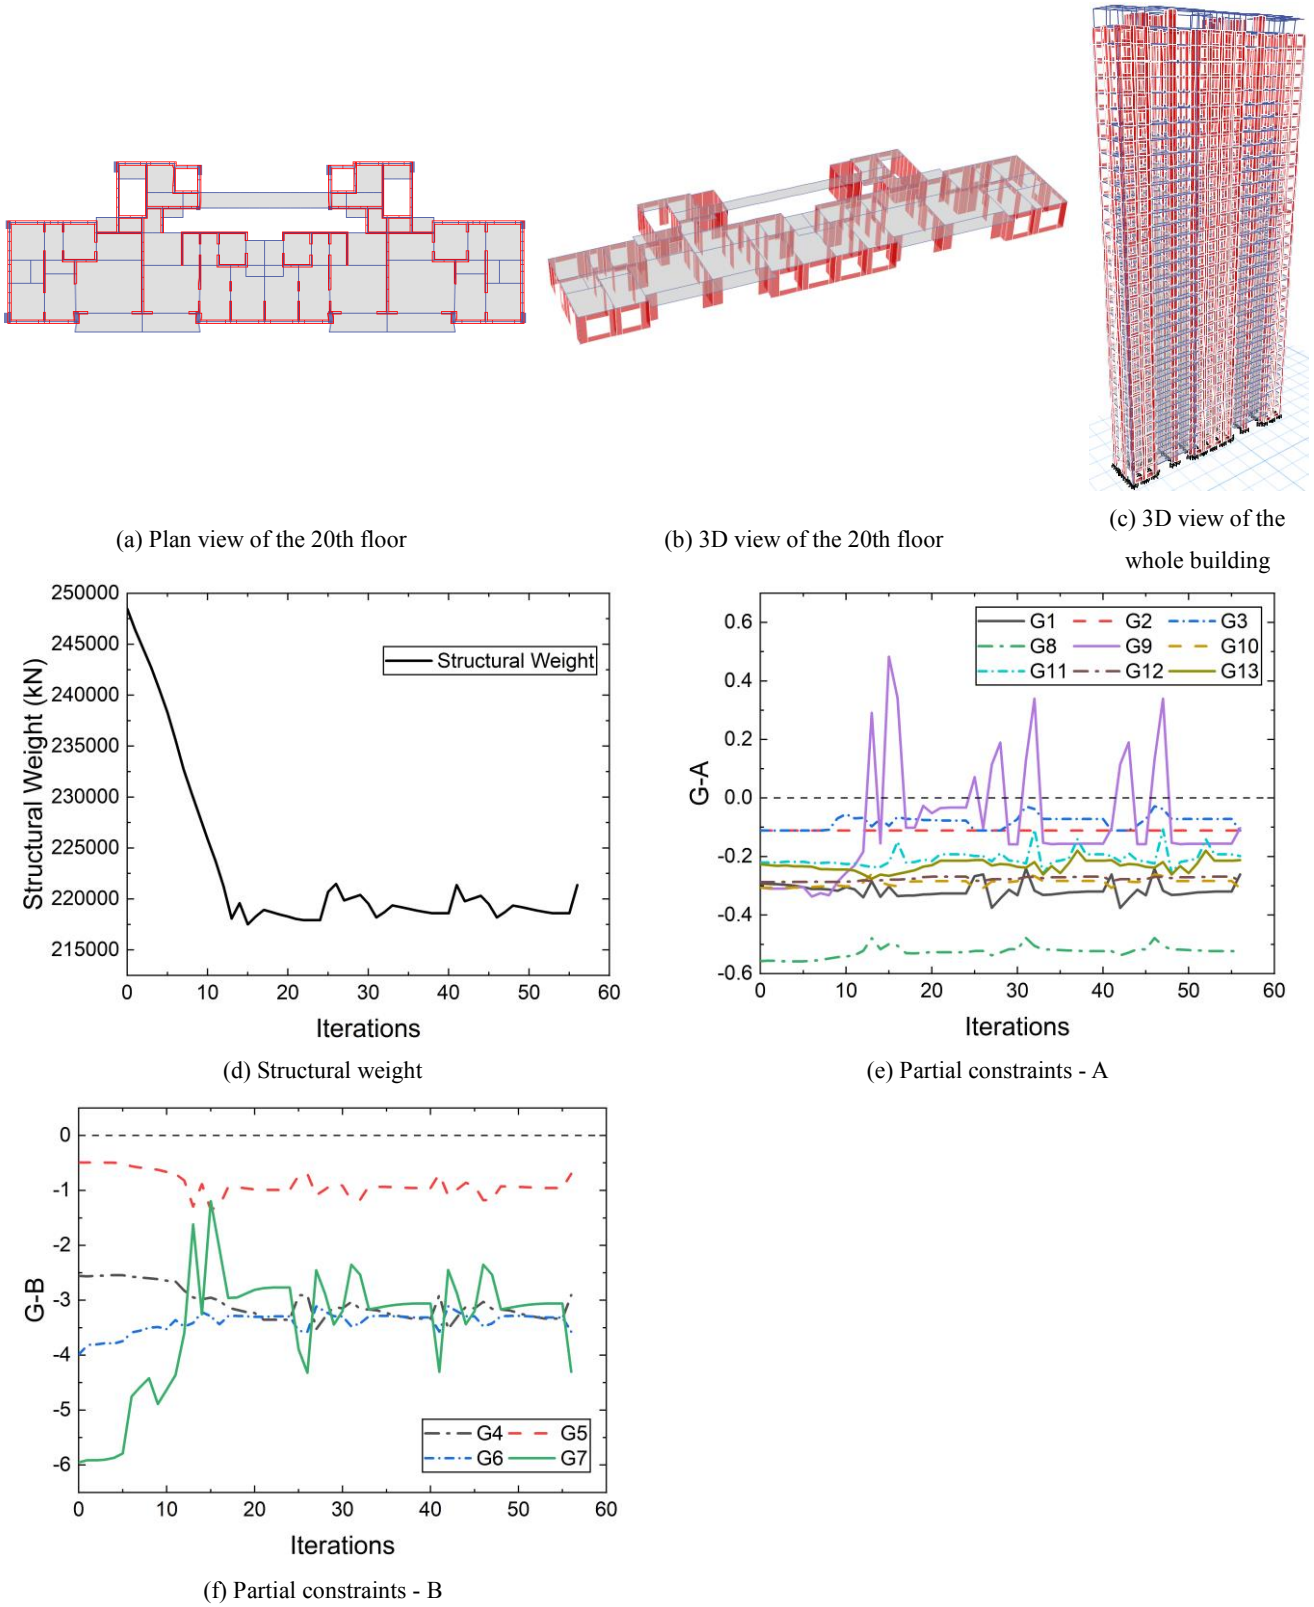 (a) Plan view of the 20th floor
(b) 3D view of the 20th floor
(c) 3D view of the
whole building
250000
245000
240000
235000
230000
225000
220000
215000
Structural Weight (kN)
Structural Weight
0
10
20
30
40
50
60
Iterations
(d) Structural weight
0.6
0.4
0.2
0.0
-0.2
-0.4
-0.6
G-A
G1
G2
G3
G8
G9
G10
G11
G12
G13
0
10
20
30
40
50
60
Iterations
(e) Partial constraints - A
0
-1
-2
-3
-4
-5
-6
G-B
G4
G5
G6
G7
0
10
20
30
40
50
60
Iterations
(f) Partial constraints - B